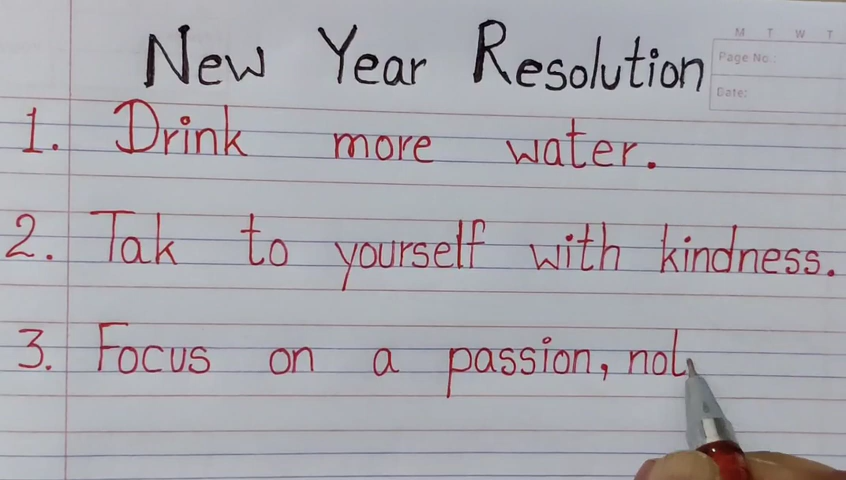 New Year Resolution
M T W T
Page No.:
Date:
1. Drink more water.
2. Tak to yourself with kindness.
3. Focus on a passion, not